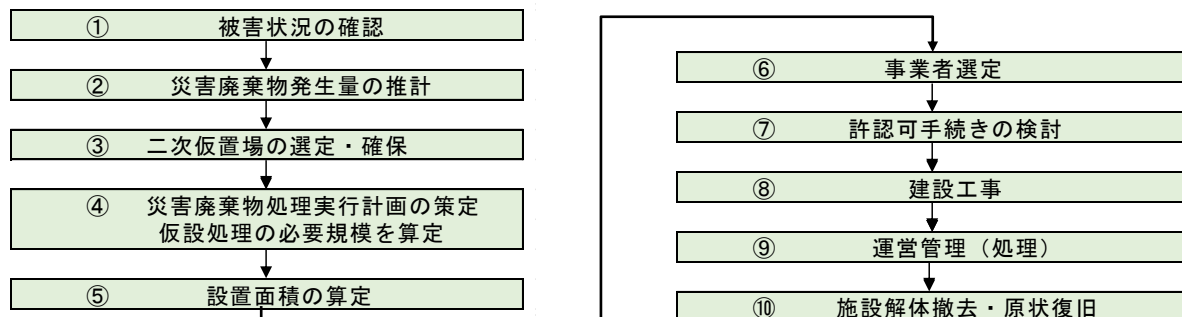 ① 被害状況の確認
② 災害廃棄物発生量の推計
③ 二次仮置場の選定・確保
④ 災害廃棄物処理実行計画の策定
仮設処理の必要規模を算定
⑤ 設置面積の算定
⑥ 事業者選定
⑦ 許認可手続きの検討
⑧ 建設工事
⑨ 運営管理（処理）
⑩ 施設解体撤去・原状復旧